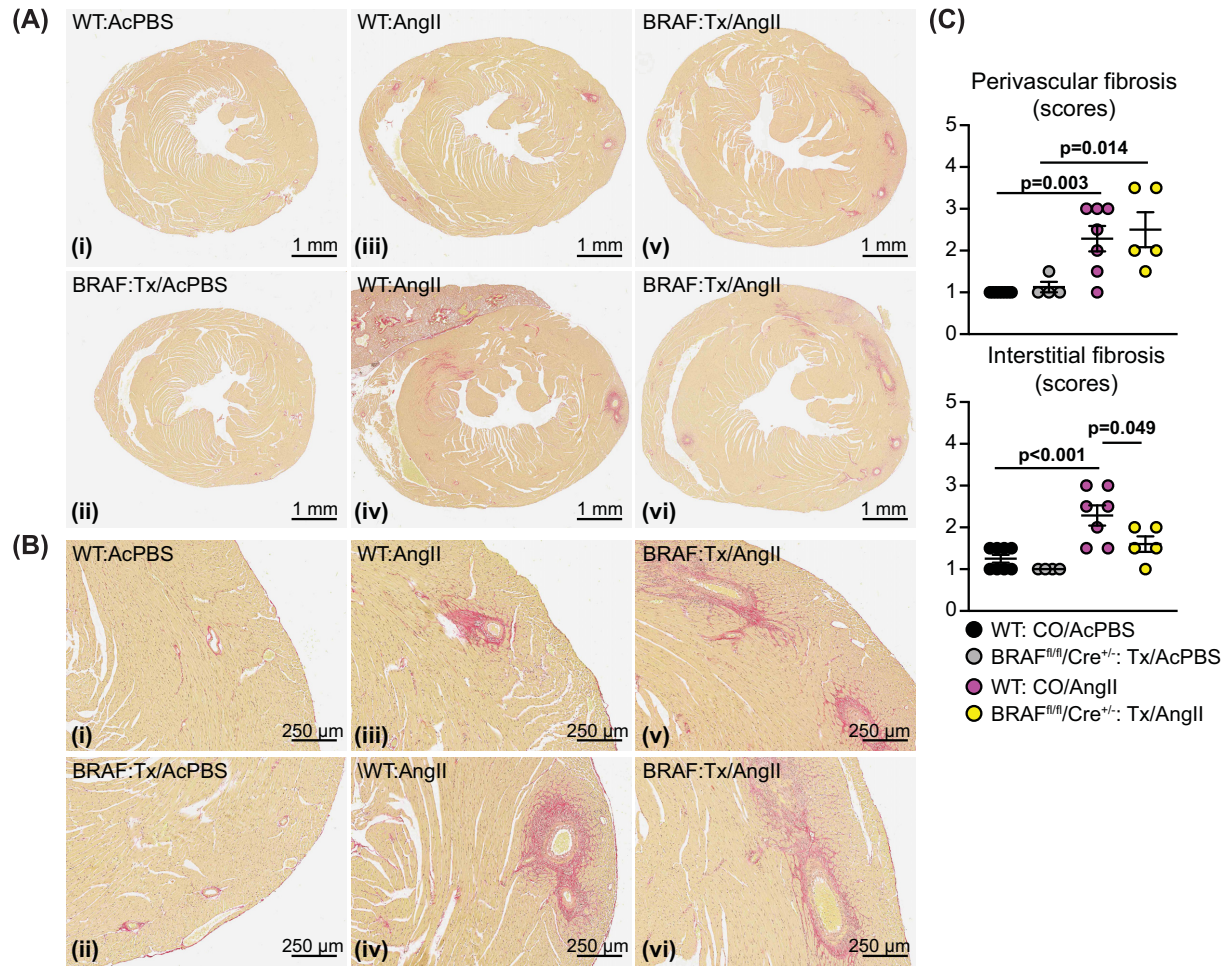 (A)
WT:AcPBS
(i)
1 mm
WT:AngII
(iii)
1 mm
BRAF:Tx/AngII
(v)
1 mm
BRAF:Tx/AcPBS
(ii)
1 mm
WT:AngII
(iv)
1 mm
BRAF:Tx/AngII
(vi)
1 mm
(B)
WT:AcPBS
(i)
250 µm
WT:AngII
(iii)
250 µm
BRAF:Tx/AngII
(v)
250 µm
BRAF:Tx/AcPBS
(ii)
250 µm
\WT:AngII
(iv)
250 µm
BRAF:Tx/AngII
(vi)
250 µm
(C)
Perivascular fibrosis
(scores)
5
4
3
2
1
0
p=0.014
p=0.003
Interstitial fibrosis
(scores)
5
4
3
2
1
0
p=0.049
p<0.001
WT: CO/AcPBS
BRAFfl/fl/Cre+/-: Tx/AcPBS
WT: CO/AngII
BRAFfl/fl/Cre+/-: Tx/AngII